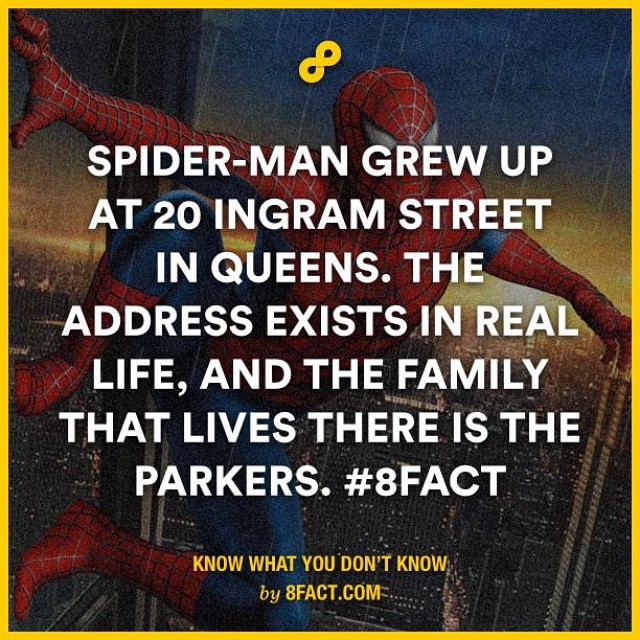 SPIDER-MAN GREW UP
AT 20 INGRAM STREET
IN QUEENS. THE
ADDRESS EXISTS IN REAL
LIFE, AND THE FAMILY
THAT LIVES THERE IS THE
PARKERS. #8FACT
KNOW WHAT YOU DON'T KNOW
by 8FACT.COM